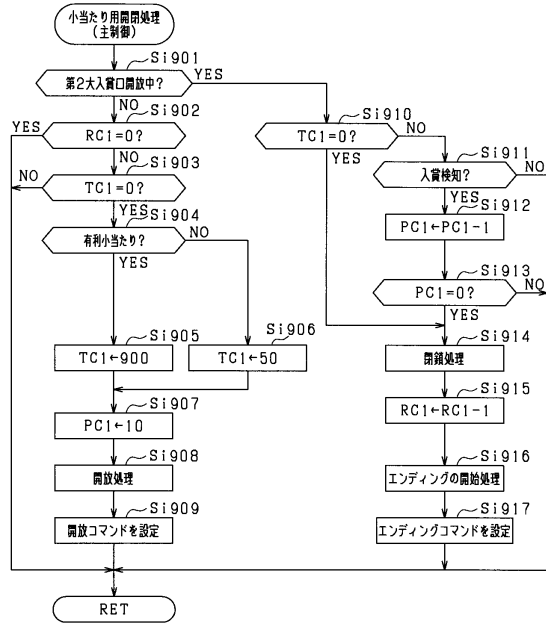 小当たり用開閉処理
(主制御)
Si901
第2大入賞口開放中?
YES
NO
Si902
YES
RC1=0?
NO
Si903
NO
TC1=0?
YES
Si904
有利小当たり?
NO
YES
Si905
TC1←900
Si906
TC1←50
Si907
PC1←10
Si908
開放処理
Si909
開放コマンドを設定
RET
Si910
TC1=0?
NO
YES
Si911
入賞検知?
NO
YES
Si912
PC1←PC1-1
Si913
PC1=0?
NO
YES
Si914
閉鎖処理
Si915
RC1←RC1-1
Si916
エンディングの開始処理
Si917
エンディングコマンドを設定